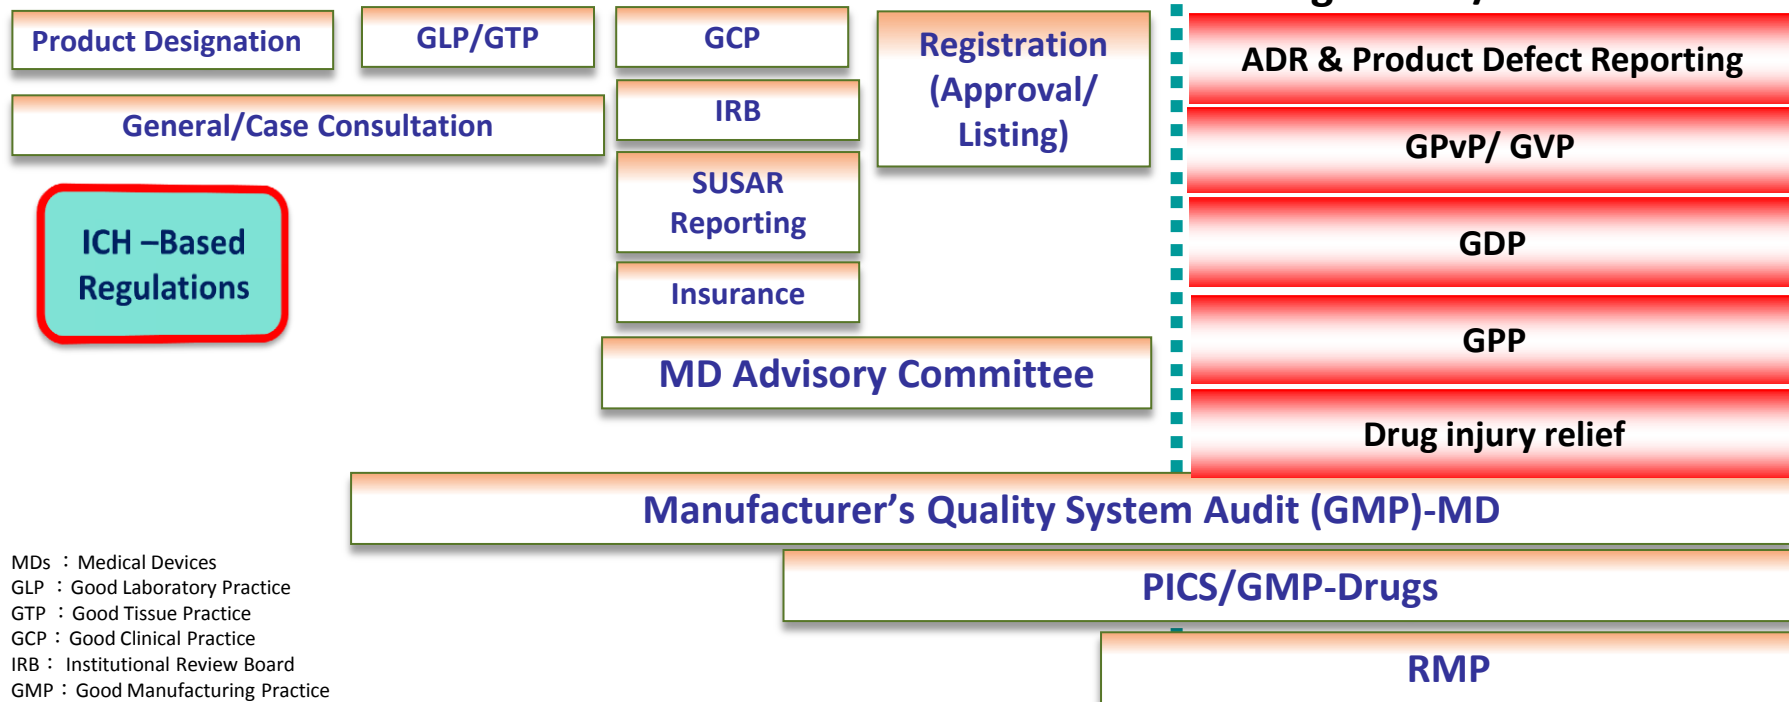 Product Designation
GLP/GTP
GCP
Registration
(Approval/
Listing)
General/Case Consultation
IRB
SUSAR
Reporting
Insurance
ICH –Based
Regulations
MD Advisory Committee
ADR & Product Defect Reporting
GPvP/ GVP
GDP
GPP
Drug injury relief
Manufacturer’s Quality System Audit (GMP)-MD
PICS/GMP-Drugs
RMP
MDs ：Medical Devices
GLP ：Good Laboratory Practice
GTP ：Good Tissue Practice
GCP：Good Clinical Practice
IRB： Institutional Review Board
GMP：Good Manufacturing Practice